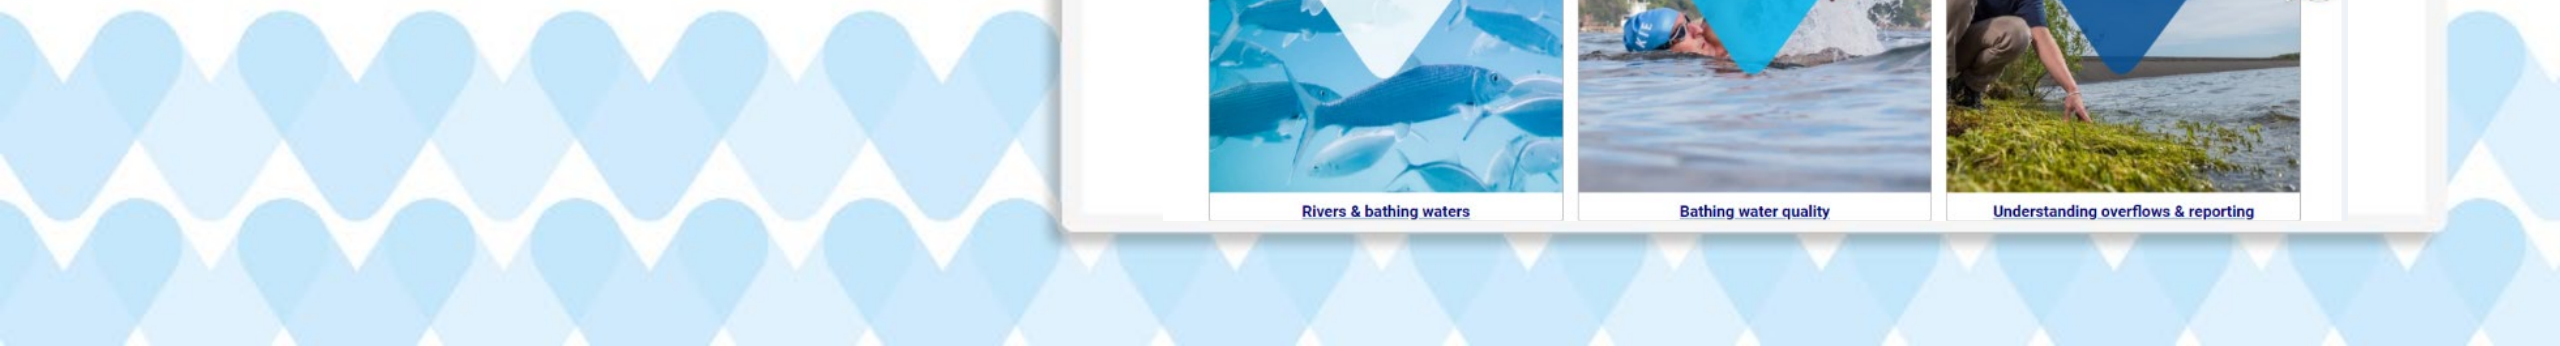 Rivers & bathing waters
Bathing water quality
Understanding overflows & reporting